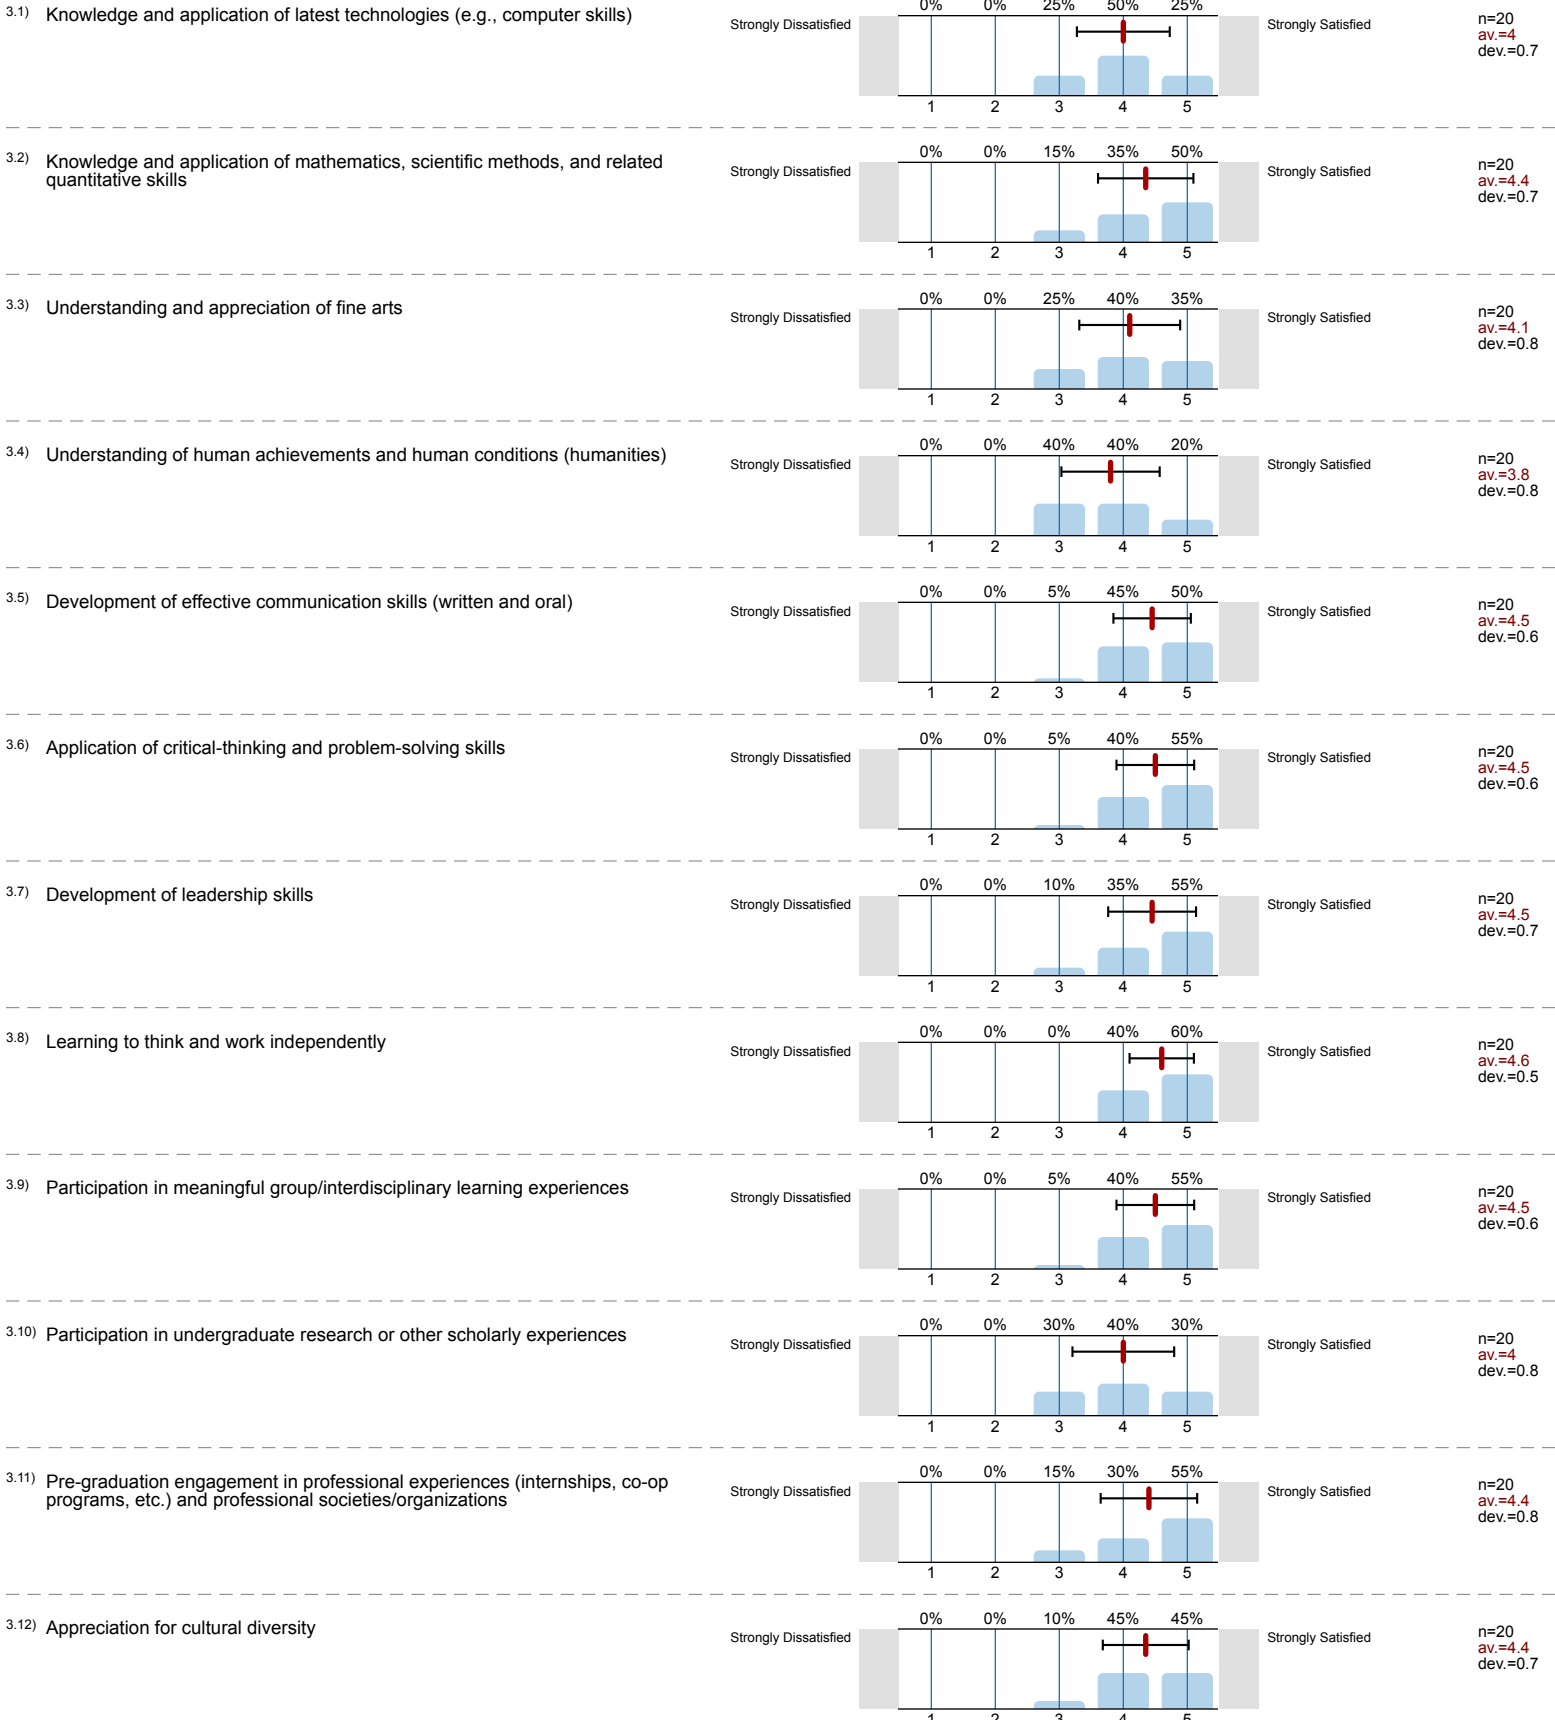 0% 0% 25% 50% 25%
3.1) Knowledge and application of latest technologies (e.g., computer skills)
Strongly Dissatisfied Strongly Satisfied
n=20
av.=4
dev.=0.7
1 2 3 4 5
0% 0% 15% 35% 50%
3.2) Knowledge and application of mathematics, scientific methods, and related
quantitative skills
Strongly Dissatisfied Strongly Satisfied
n=20
av.=4.4
dev.=0.7
1 2 3 4 5
0% 0% 25% 40% 35%
3.3) Understanding and appreciation of fine arts
Strongly Dissatisfied Strongly Satisfied
n=20
av.=4.1
dev.=0.8
1 2 3 4 5
0% 0% 40% 40% 20%
3.4) Understanding of human achievements and human conditions (humanities)
Strongly Dissatisfied Strongly Satisfied
n=20
av.=3.8
dev.=0.8
1 2 3 4 5
0% 0% 5% 45% 50%
3.5) Development of effective communication skills (written and oral)
Strongly Dissatisfied Strongly Satisfied
n=20
av.=4.5
dev.=0.6
1 2 3 4 5
0% 0% 5% 40% 55%
3.6) Application of critical-thinking and problem-solving skills
Strongly Dissatisfied Strongly Satisfied
n=20
av.=4.5
dev.=0.6
1 2 3 4 5
0% 0% 10% 35% 55%
3.7) Development of leadership skills
Strongly Dissatisfied Strongly Satisfied
n=20
av.=4.5
dev.=0.7
1 2 3 4 5
0% 0% 0% 40% 60%
3.8) Learning to think and work independently
Strongly Dissatisfied Strongly Satisfied
n=20
av.=4.6
dev.=0.5
1 2 3 4 5
0% 0% 5% 40% 55%
3.9) Participation in meaningful group/interdisciplinary learning experiences
Strongly Dissatisfied Strongly Satisfied
n=20
av.=4.5
dev.=0.6
1 2 3 4 5
0% 0% 30% 40% 30%
3.10) Participation in undergraduate research or other scholarly experiences
Strongly Dissatisfied Strongly Satisfied
n=20
av.=4
dev.=0.8
1 2 3 4 5
0% 0% 15% 30% 55%
3.11) Pre-graduation engagement in professional experiences (internships, co-op
programs, etc.) and professional societies/organizations
Strongly Dissatisfied Strongly Satisfied
n=20
av.=4.4
dev.=0.8
1 2 3 4 5
0% 0% 10% 45% 45%
3.12) Appreciation for cultural diversity
Strongly Dissatisfied Strongly Satisfied
n=20
av.=4.4
dev.=0.7
1 2 3 4 5